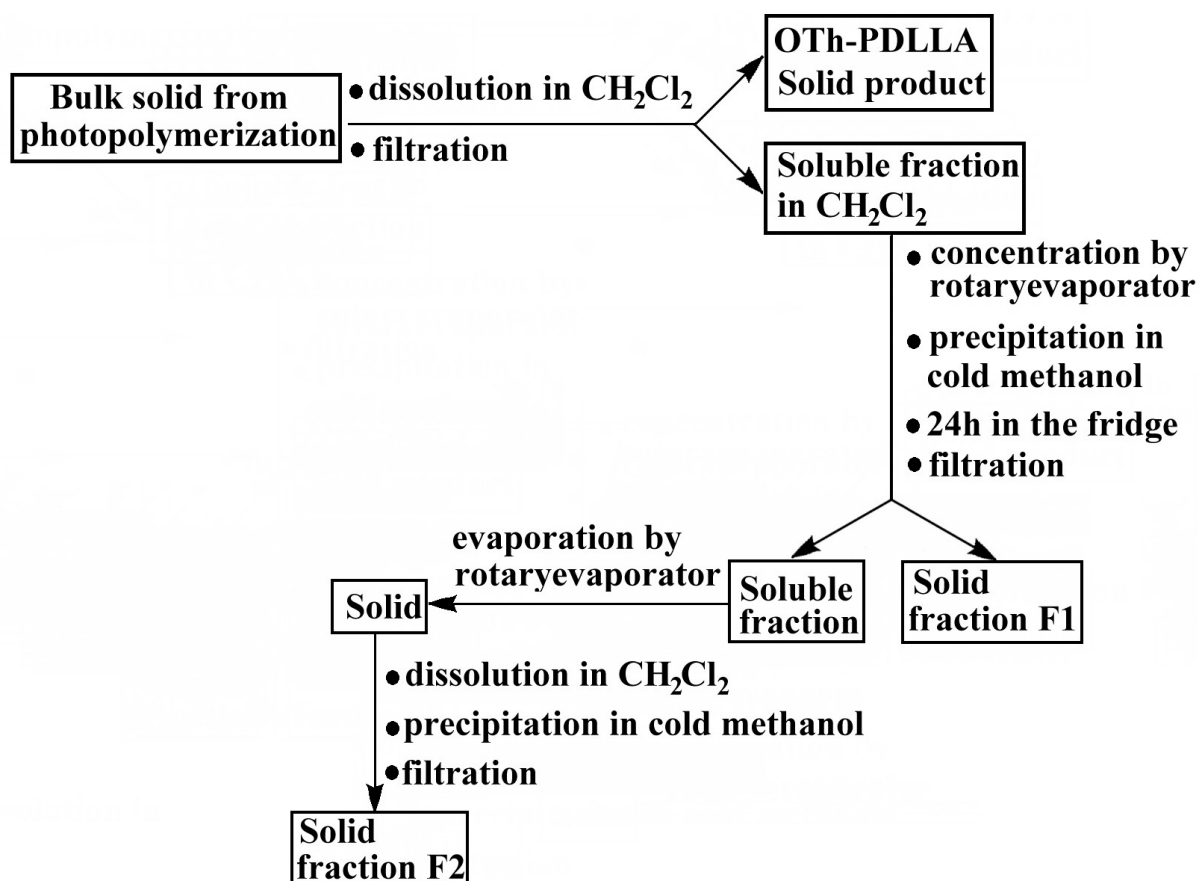 OTh-PDLLA
Solid product
Bulk solid from
photopolymerization
•dissolution in CH₂Cl₂
•filtration
Soluble fraction
in CH₂Cl₂
•concentration by
rotaryevaporator
•precipitation in
cold methanol
•24h in the fridge
•filtration
evaporation by
rotaryevaporator
Solid
Soluble
fraction
Solid
fraction F1
•dissolution in CH₂Cl₂
•precipitation in cold methanol
•filtration
Solid
fraction F2